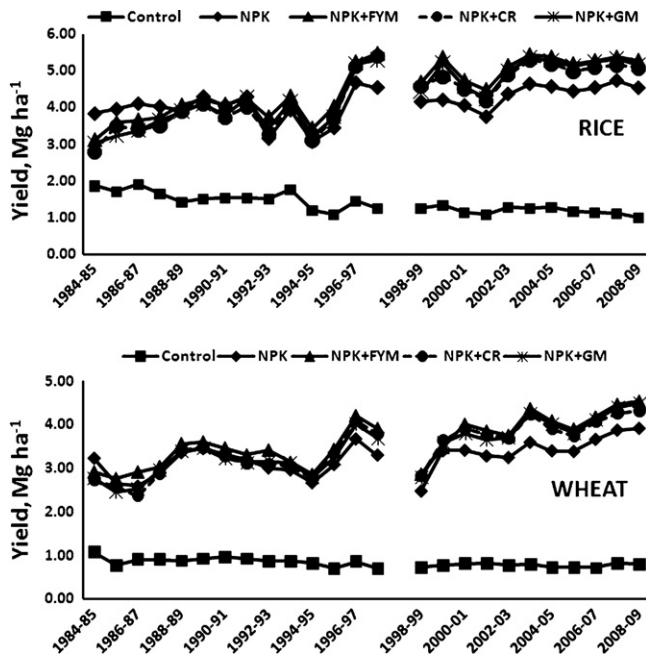 Control NPK NPK+FYM NPK+CR NPK+GM
6.00
5.00
4.00
3.00
2.00
1.00
0.00
Yield, Mg ha-1
RICE
1984-85 1986-87 1988-89 1990-91 1992-93 1994-95 1996-97 1998-99 2000-01 2002-03 2004-05 2006-07 2008-09
Control NPK NPK+FYM NPK+CR NPK+GM
5.00
4.00
3.00
2.00
1.00
0.00
Yield, Mg ha-1
WHEAT
1984-85 1986-87 1988-89 1990-91 1992-93 1994-95 1996-97 1998-99 2000-01 2002-03 2004-05 2006-07 2008-09